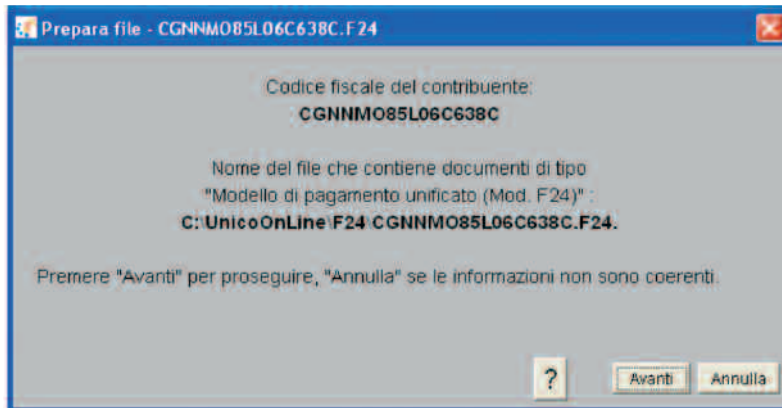 Prepara file - CGNNMO85L06C638C.F24
Codice fiscale del contribuente:
CGNNMO85L06C638C
Nome del file che contiene documenti di tipo
"Modello di pagamento unificato (Mod. F24)" :
C:\UnicoOnLine\F24\CGNNMO85L06C638C.F24.
Premere "Avanti" per proseguire, "Annulla" se le informazioni non sono coerenti.
? Avanti Annulla